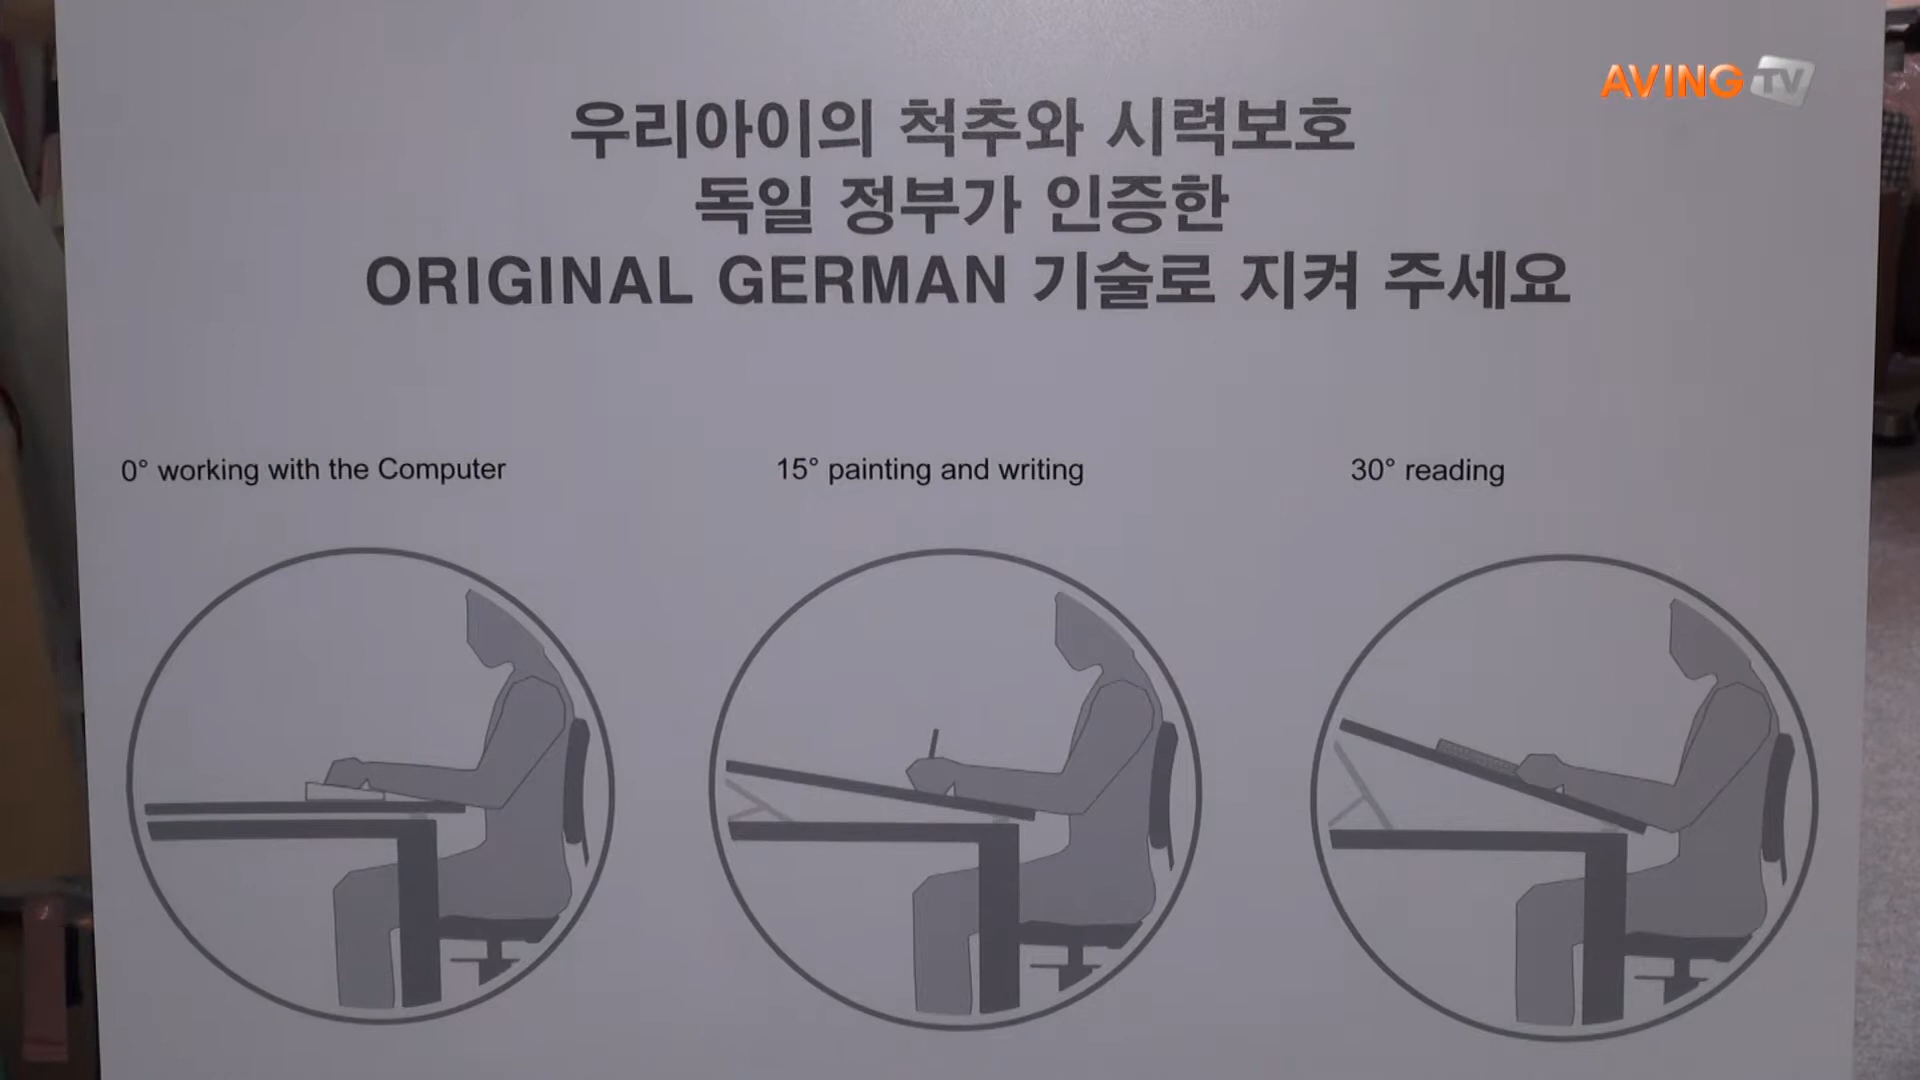 AVING TV
우리아이의 척추와 시력보호
독일 정부가 인증한
ORIGINAL GERMAN 기술로 지켜 주세요
0° working with the Computer
15° painting and writing
30° reading